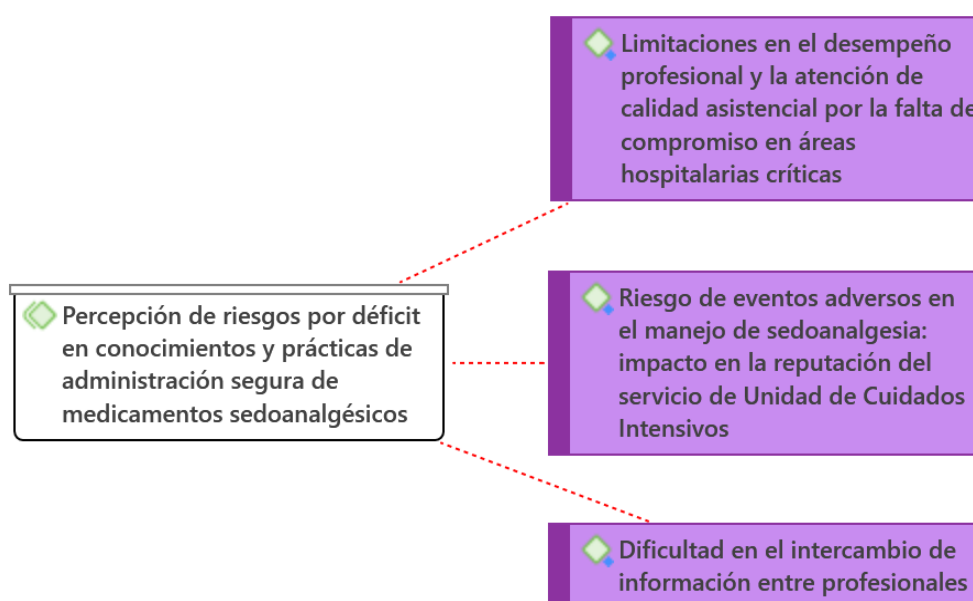 Limitaciones en el desempeño
profesional y la atención de
calidad asistencial por la falta de
compromiso en áreas
hospitalarias críticas
Percepción de riesgos por déficit
en conocimientos y prácticas de
administración segura de
medicamentos sedoanalgésicos
Riesgo de eventos adversos en
el manejo de sedoanalgesia:
impacto en la reputación del
servicio de Unidad de Cuidados
Intensivos
Dificultad en el intercambio de
información entre profesionales